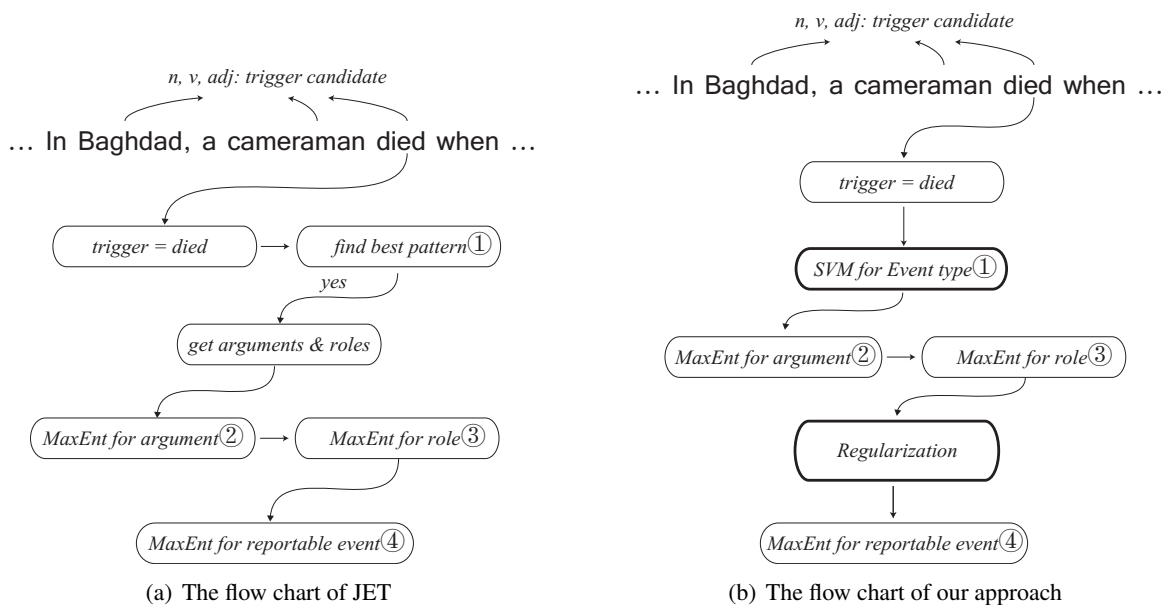 n, v, adj: trigger candidate
... In Baghdad, a cameraman died when ...
trigger = died
find best pattern①
yes
get arguments & roles
MaxEnt for argument②
MaxEnt for role③
MaxEnt for reportable event④
(a) The flow chart of JET
n, v, adj: trigger candidate
... In Baghdad, a cameraman died when ...
trigger = died
SVM for Event type①
MaxEnt for argument②
MaxEnt for role③
Regularization
MaxEnt for reportable event④
(b) The flow chart of our approach